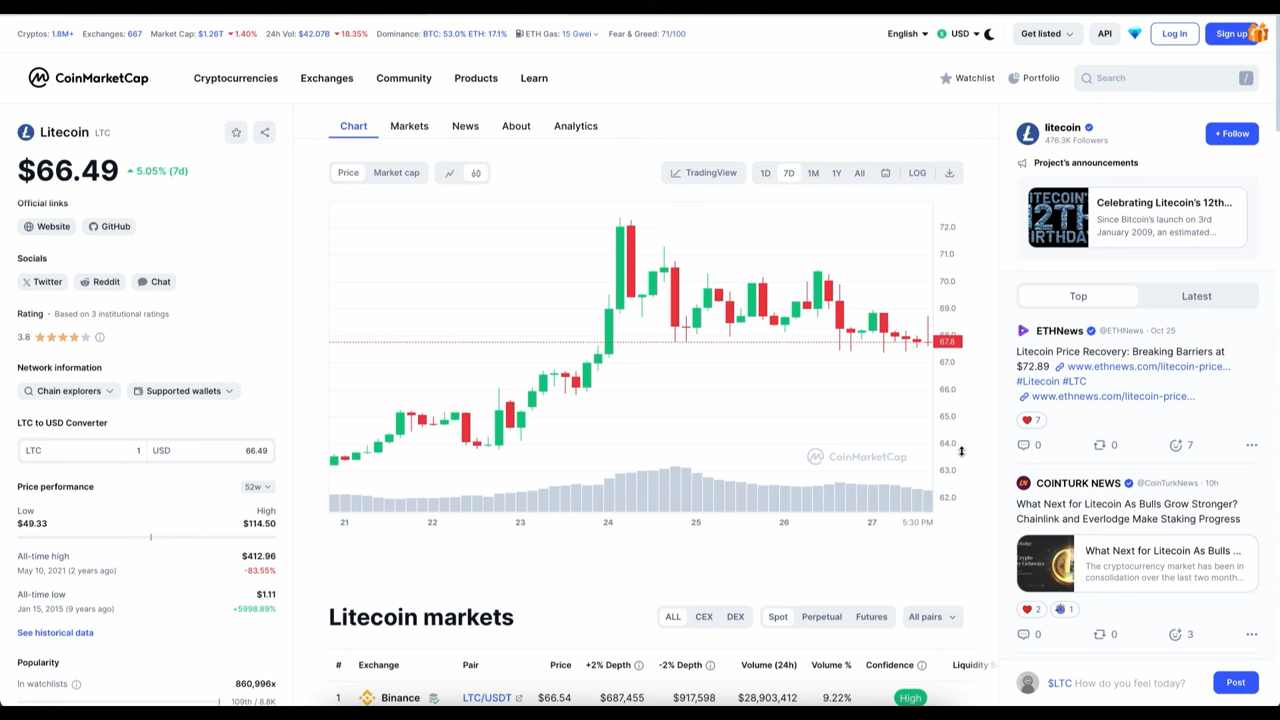 Cryptos: 1.8M+ Exchanges: 667 Market Cap: $1.26T 1.40% 24h Vol: $42.07B 18.35% Dominance: BTC: 53.0% ETH: 17.1% ETH Gas: 15 Gwei Fear & Greed: 71/100
English USD Get listed API Log In Sign up
CoinMarketCap Cryptocurrencies Exchanges Community Products Learn
Watchlist Portfolio Search /
Litecoin LTC
$66.49 5.05% (7d)
Official links
Website GitHub
Socials
Twitter Reddit Chat
Rating · Based on 3 institutional ratings
3.8
Network information
Chain explorers Supported wallets
LTC to USD Converter
LTC 1 USD 66.49
Price performance 52w
Low High
$49.33 $114.50
All-time high $412.96
May 10, 2021 (2 years ago) -83.55%
All-time low $1.11
Jan 15, 2015 (9 years ago) +5998.89%
See historical data
Popularity
In watchlists 860,996x
109th / 8.8K
Chart Markets News About Analytics
Price Market cap
TradingView 1D 7D 1M 1Y All LOG
72.0
71.0
70.0
69.0
68.0
67.8
67.0
66.0
65.0
64.0
63.0
62.0
CoinMarketCap
21 22 23 24 25 26 27 5:30 PM
Litecoin markets
ALL CEX DEX Spot Perpetual Futures All pairs
# Exchange Pair Price +2% Depth -2% Depth Volume (24h) Volume % Confidence Liquidity S
1 Binance LTC/USDT $66.54 $687,455 $917,598 $28,903,412 9.22% High
litecoin
476.3K Followers
+ Follow
Project's announcements
LITECOIN'S
12TH
BIRTHDAY
Celebrating Litecoin's 12th...
Since Bitcoin's launch on 3rd
January 2009, an estimated...
Top Latest
ETHNews @ETHNews · Oct 25
Litecoin Price Recovery: Breaking Barriers at
$72.89 www.ethnews.com/litecoin-price...
#Litecoin #LTC
www.ethnews.com/litecoin-price...
7
0 0 7
COINTURK NEWS @CoinTurkNews · 10h
What Next for Litecoin As Bulls Grow Stronger?
Chainlink and Everlodge Make Staking Progress
What Next for Litecoin As Bulls ...
The cryptocurrency market has been in
consolidation over the last two month...
2 1
0 0 3
$LTC How do you feel today? Post